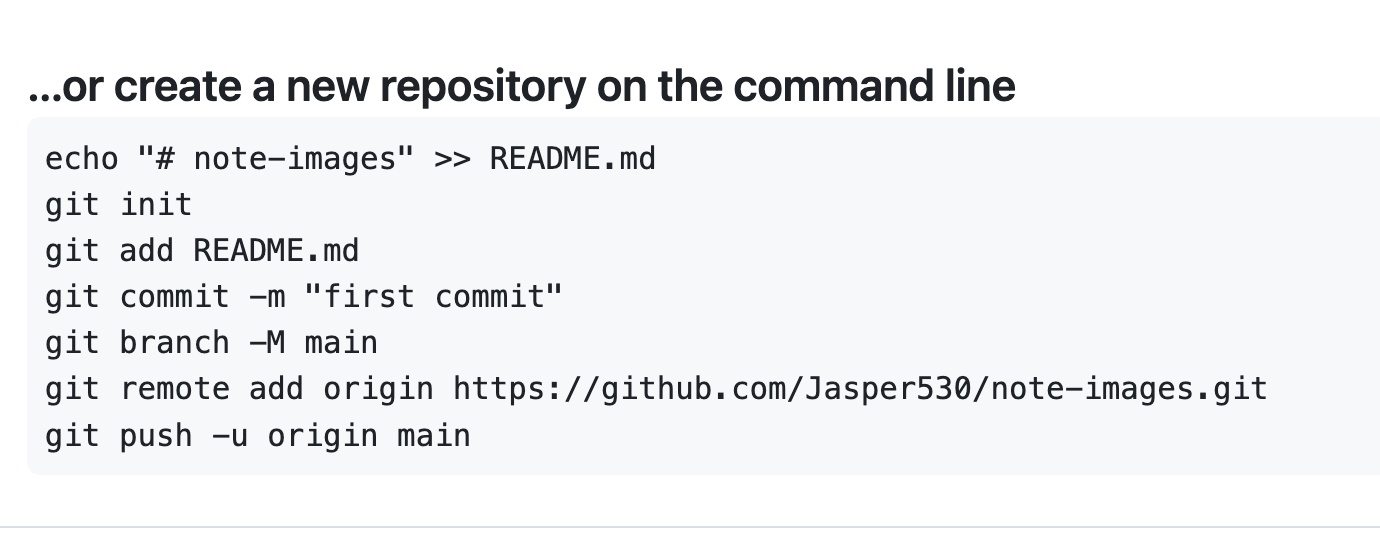 ...or create a new repository on the command line
echo "# note-images" >> README.md
git init
git add README.md
git commit -m "first commit"
git branch -M main
git remote add origin https://github.com/Jasper530/note-images.git
git push -u origin main